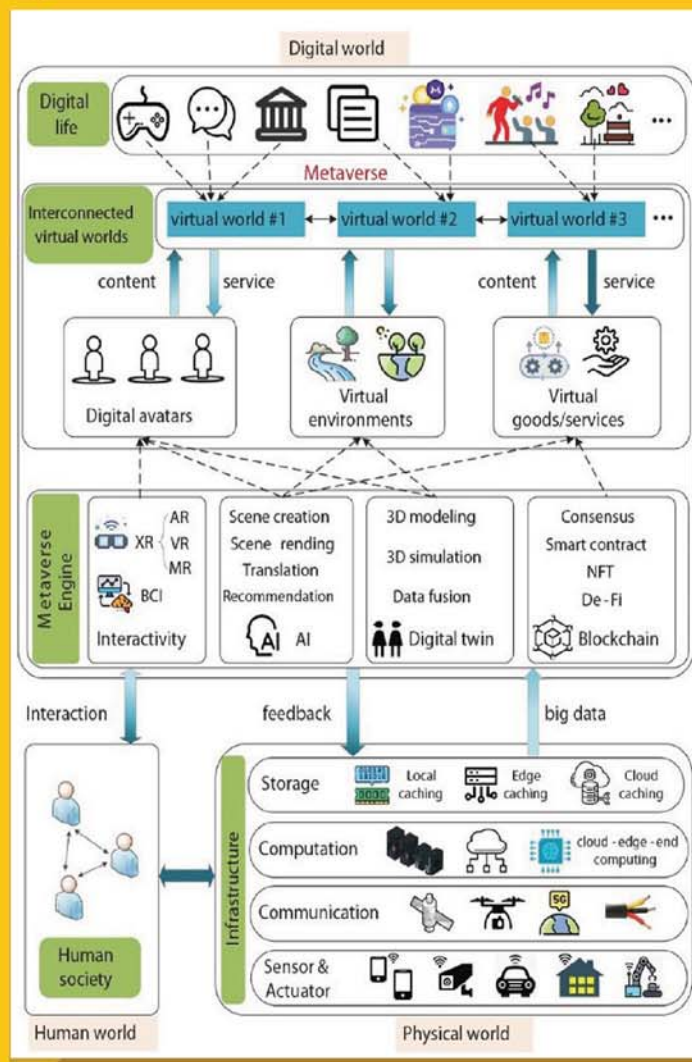 Digital world
Digital
life
...
Metaverse
Interconnected
virtual worlds
virtual world #1
virtual world #2
virtual world #3
...
content
service
content
service
Digital avatars
Virtual
environments
Virtual
goods/services
Metaverse
Engine
XR
AR
VR
MR
BCI
Interactivity
Scene creation
Scene rending
Translation
Recommendation
AI
AI
3D modeling
3D simulation
Data fusion
Digital twin
Consensus
Smart contract
NFT
De-Fi
Blockchain
Interaction
feedback
big data
Human
society
Human world
Infrastructure
Storage
Local
caching
Edge
caching
Cloud
caching
Computation
cloud-edge-end
computing
Communication
5G
Sensor &
Actuator
Physical world